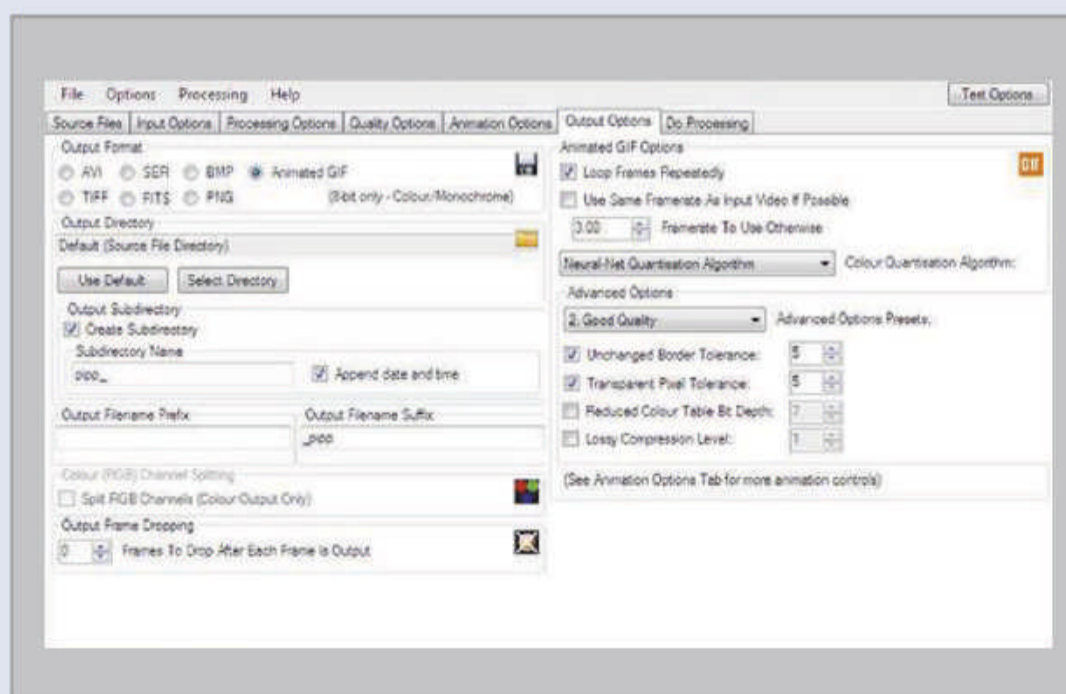 File Options Processing Help
Test Options
Source Files Input Options Processing Options Quality Options Animation Options Output Options Do Processing
Output Format
AVI SER BMP Animated GIF
TIFF FITS PNG (8-bit only - Colour/Monochrome)
Output Directory
Default (Source File Directory)
Use Default Select Directory
Output Subdirectory
Create Subdirectory
Subdirectory Name
pipp_ Append date and time
Output Filename Prefix Output Filename Suffix
_pipp
Colour (RGB) Channel Splitting
Split RGB Channels (Colour Output Only)
Output Frame Dropping
0 Frames To Drop After Each Frame Is Output
Animated GIF Options
GIF
Loop Frames Repeatedly
Use Same Framerate As Input Video If Possible
3.00 Framerate To Use Otherwise
Neural-Net Quantisation Algorithm Colour Quantisation Algorithm:
Advanced Options
2. Good Quality Advanced Options Presets:
Unchanged Border Tolerance: 5
Transparent Pixel Tolerance: 5
Reduced Colour Table Bit Depth: 7
Lossy Compression Level: 1
(See Animation Options Tab for more animation controls)